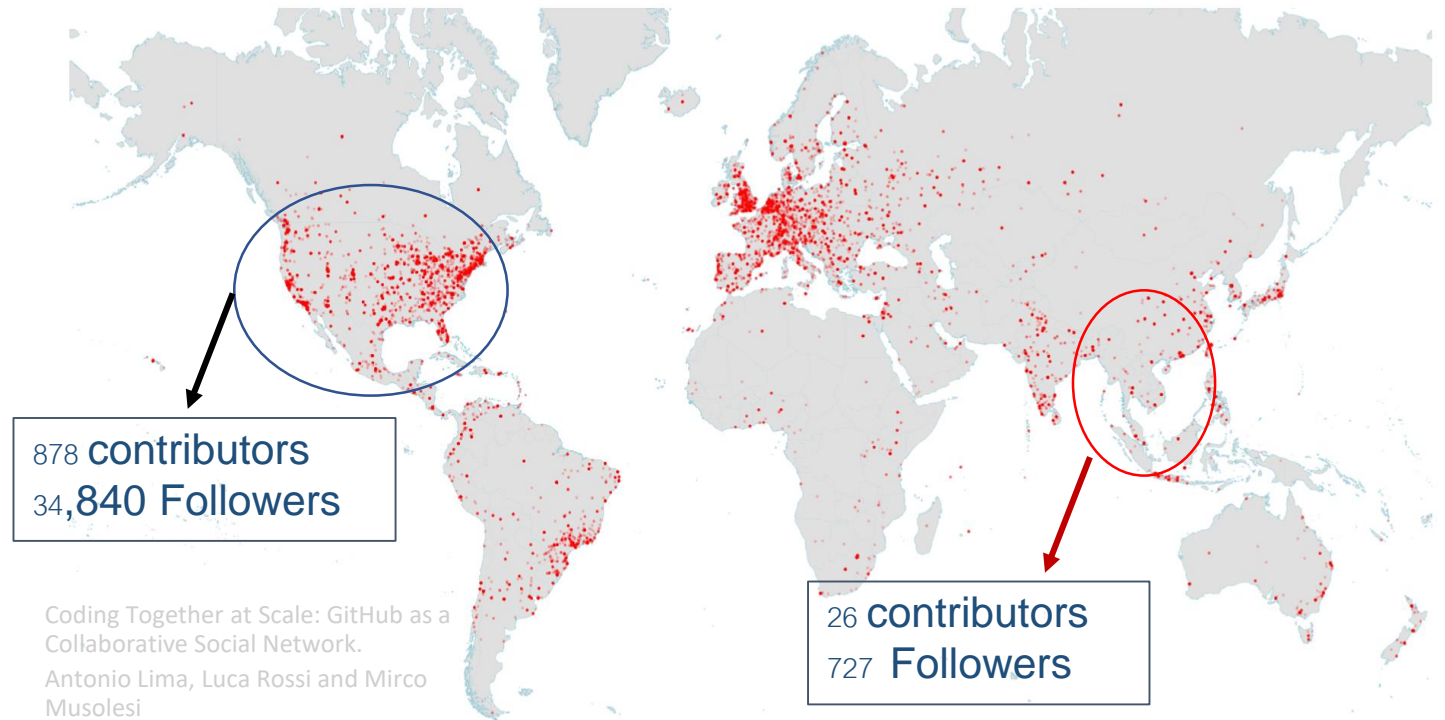 878 contributors
34,840 Followers
Coding Together at Scale: GitHub as a
Collaborative Social Network.
Antonio Lima, Luca Rossi and Mirco
Musolesi
26 contributors
727 Followers